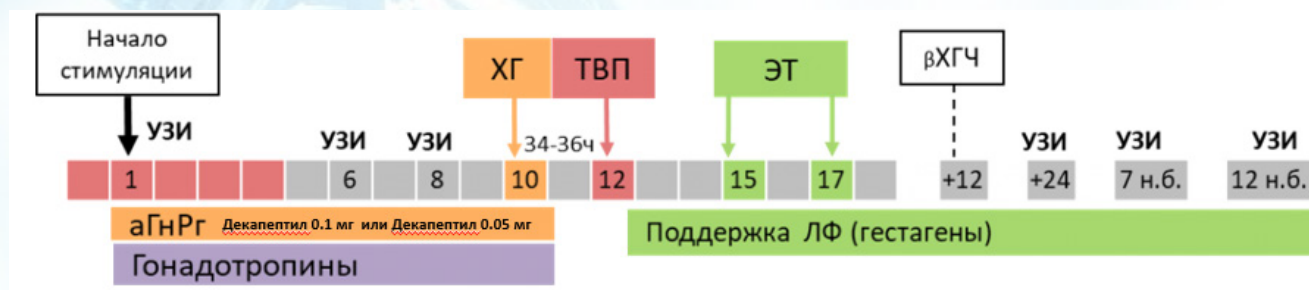 Начало
стимуляции
ХГ
ТВП
ЭТ
βХГЧ
УЗИ
УЗИ
УЗИ
34-36ч
УЗИ
УЗИ
УЗИ
1
6
8
10
12
15
17
+12
+24
7 н.б.
12 н.б.
аГнРг Декапептил 0.1 мг или Декапептил 0.05 мг
Поддержка ЛФ (гестагены)
Гонадотропины